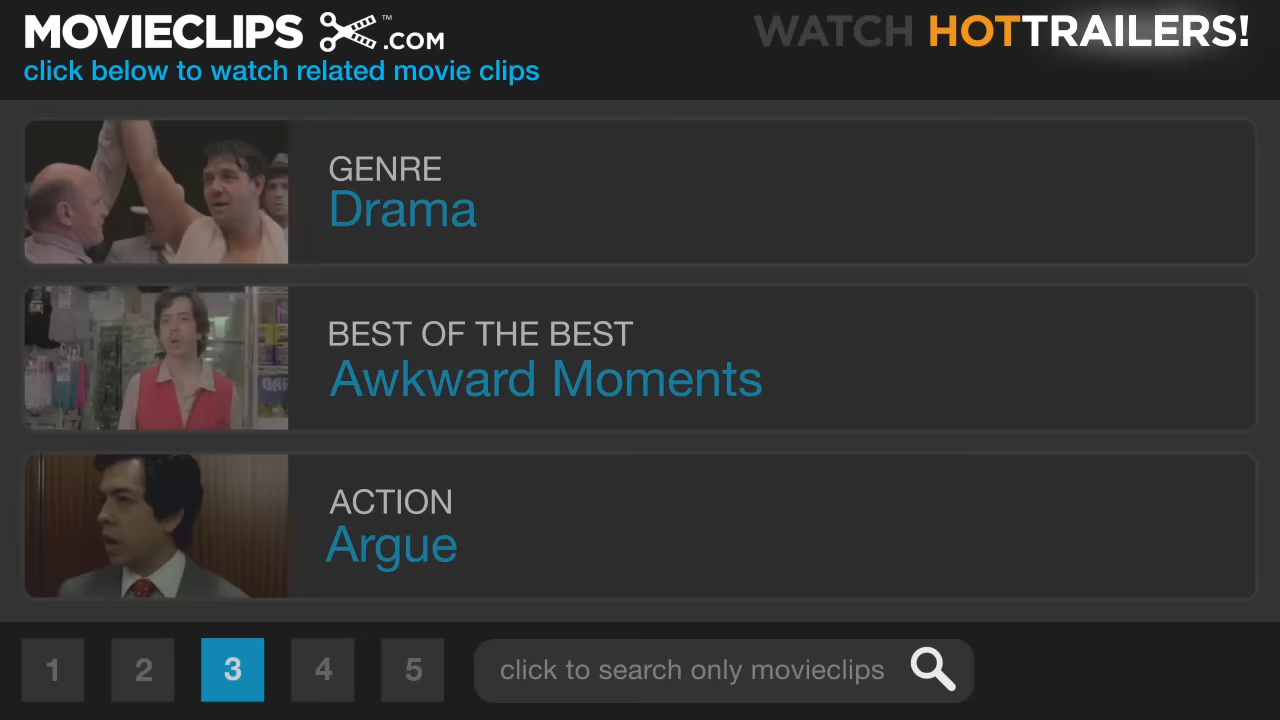 MOVIECLIPS ™ .COM
WATCH HOTTRAILERS!
click below to watch related movie clips
GENRE
Drama
BEST OF THE BEST
Awkward Moments
ACTION
Argue
1 2 3 4 5
click to search only movieclips